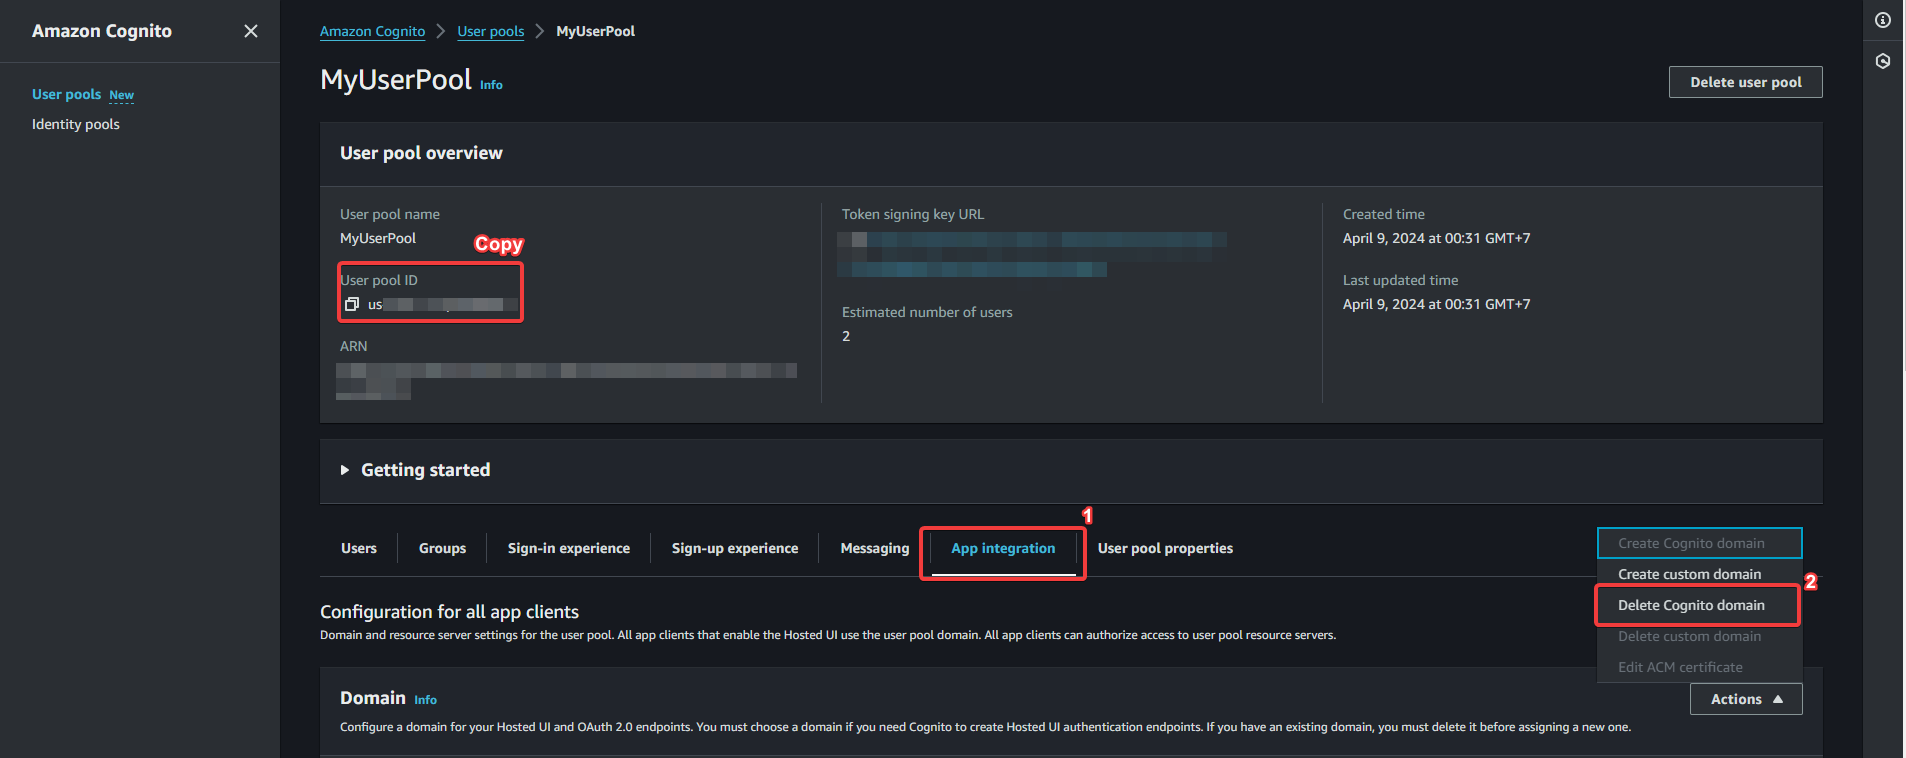 Amazon Cognito
User pools New
Identity pools
Amazon Cognito > User pools > MyUserPool
MyUserPool Info
Delete user pool
User pool overview
User pool name
MyUserPool
Copy
User pool ID
us
ARN
Token signing key URL
Estimated number of users
2
Created time
April 9, 2024 at 00:31 GMT+7
Last updated time
April 9, 2024 at 00:31 GMT+7
Getting started
1
Users Groups Sign-in experience Sign-up experience Messaging App integration User pool properties
Create Cognito domain
Create custom domain
2
Delete Cognito domain
Delete custom domain
Edit ACM certificate
Configuration for all app clients
Domain and resource server settings for the user pool. All app clients that enable the Hosted UI use the user pool domain. All app clients can authorize access to user pool resource servers.
Domain Info
Actions
Configure a domain for your Hosted UI and OAuth 2.0 endpoints. You must choose a domain if you need Cognito to create Hosted UI authentication endpoints. If you have an existing domain, you must delete it before assigning a new one.